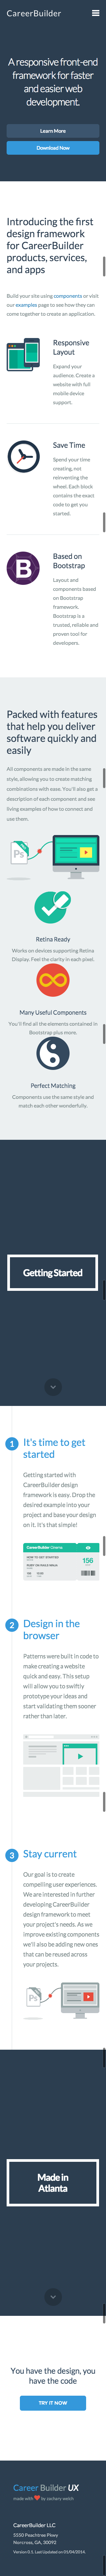 CareerBuilder
A responsive front-end
framework for faster
and easier web
development.
Learn More
Download Now
Introducing the first
design framework
for CareerBuilder
products, services,
and apps
Build your site using components or visit
our examples page to see how they can
come together to create an application.
Responsive
Layout
Expand your
audience. Create a
website with full
mobile device
support.
Save Time
Spend your time
creating, not
reinventing the
wheel. Each block
contains the exact
code to get you
started.
Based on
Bootstrap
Layout and
components based
on Bootstrap
framework.
Bootstrap is a
trusted, reliable and
proven tool for
developers.
Packed with features
that help you deliver
software quickly and
easily
All components are made in the same
style, allowing you to create matching
combinations with ease. You'll also get a
description of each component and see
living examples of how to connect and
use them.
Ps
Retina Ready
Works on devices supporting Retina
Display. Feel the clarity in each pixel.
Many Useful Components
You'll find all the elements contained in
Bootstrap plus more.
Perfect Matching
Components use the same style and
match each other wonderfully.
Getting Started
1 It's time to get
started
Getting started with
CareerBuilder design
framework is easy. Drop the
desired example into your
project and base your design
on it. It's that simple!
CareerBuilder Cinema
156
2 Design in the
browser
Patterns were built in code to
make creating a website
quick and easy. This setup
will allow you to swiftly
prototype your ideas and
start validating them sooner
rather than later.
3 Stay current
Our goal is to create
compelling user experiences.
We are interested in further
developing CareerBuilder
design framework to meet
your project's needs. As we
improve existing components
we'll also be adding new ones
that can be reused across
your projects.
Ps
Made in
Atlanta
You have the design, you
have the code
TRY IT NOW
Career Builder UX
made with by zachary welch
CareerBuilder LLC
5550 Peachtree Pkwy
Norcross, GA, 30092